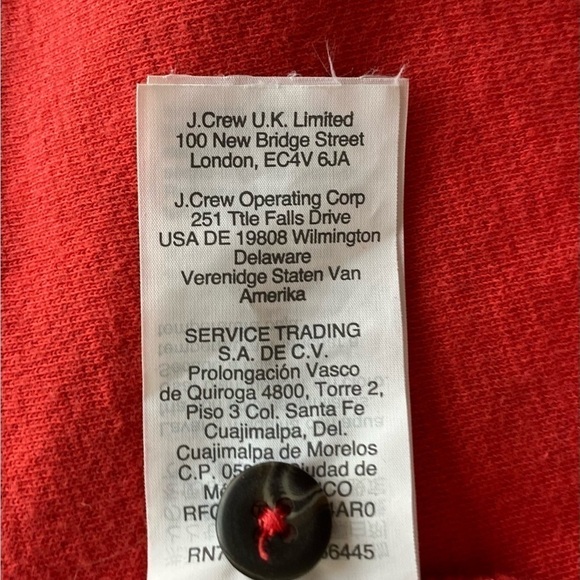 J.Crew U.K. Limited
100 New Bridge Street
London, EC4V 6JA
J.Crew Operating Corp
251 Ttle Falls Drive
USA DE 19808 Wilmington
Delaware
Verenidge Staten Van
Amerika
SERVICE TRADING
S.A. DE C.V.
Prolongación Vasco
de Quiroga 4800, Torre 2,
Piso 3 Col. Santa Fe
Cuajimalpa, Del.
Cuajimalpa de Morelos
C.P. de